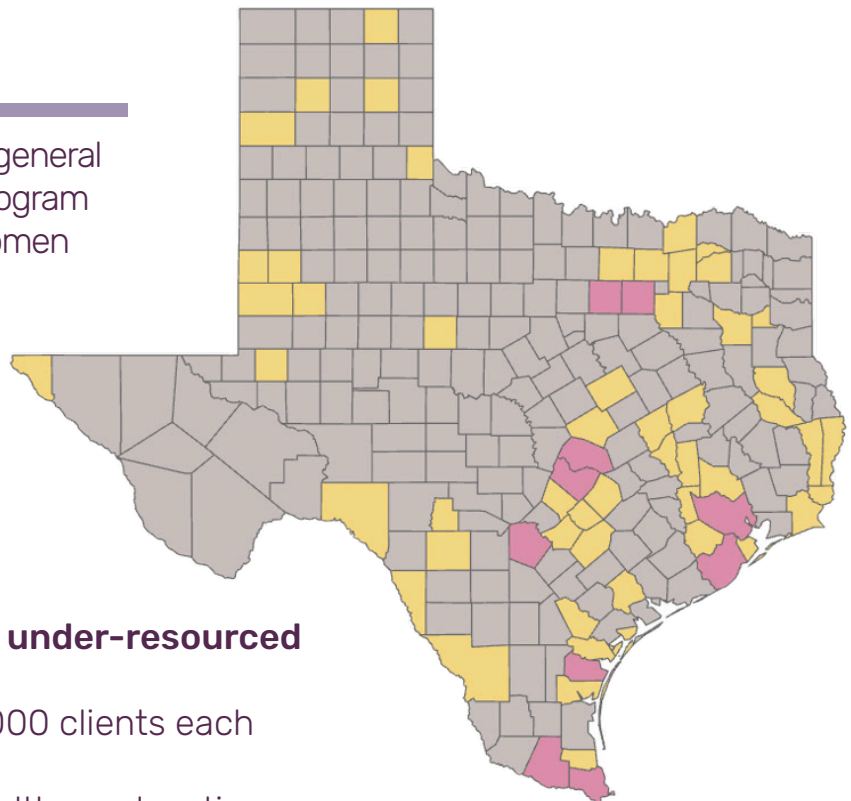 general
ogram
omen
under-resourced
000 clients each